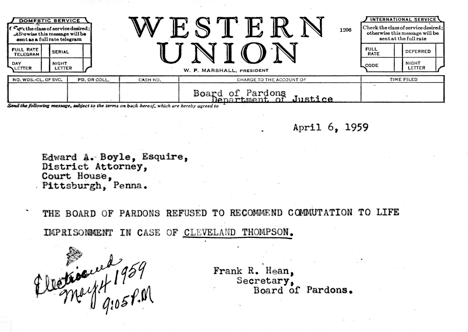 DOMESTIC SERVICE
Check the class of service desired;
otherwise this message will be
sent as a full rate telegram
FULL RATE TELEGRAM
SERIAL
DAY LETTER
NIGHT LETTER
WESTERN UNION
1206
W. P. MARSHALL, PRESIDENT
INTERNATIONAL SERVICE
Check the class of service desired;
otherwise this message will be
sent at the full rate
FULL RATE
DEFERRED
CODE
NIGHT LETTER
NO. WDS.-CL. OF SVC.
PD. OR COLL.
CASH NO.
CHARGE TO THE ACCOUNT OF
TIME FILED
Board of Pardons
Department of Justice
Send the following message, subject to the terms on back hereof, which are hereby agreed to
April 6, 1959
Edward A. Boyle, Esquire,
District Attorney,
Court House,
Pittsburgh, Penna.
THE BOARD OF PARDONS REFUSED TO RECOMMEND COMMUTATION TO LIFE
IMPRISONMENT IN CASE OF CLEVELAND THOMPSON.
Electrocuted
May 4 1959
9:05 P.M
Frank R. Hean,
Secretary,
Board of Pardons.